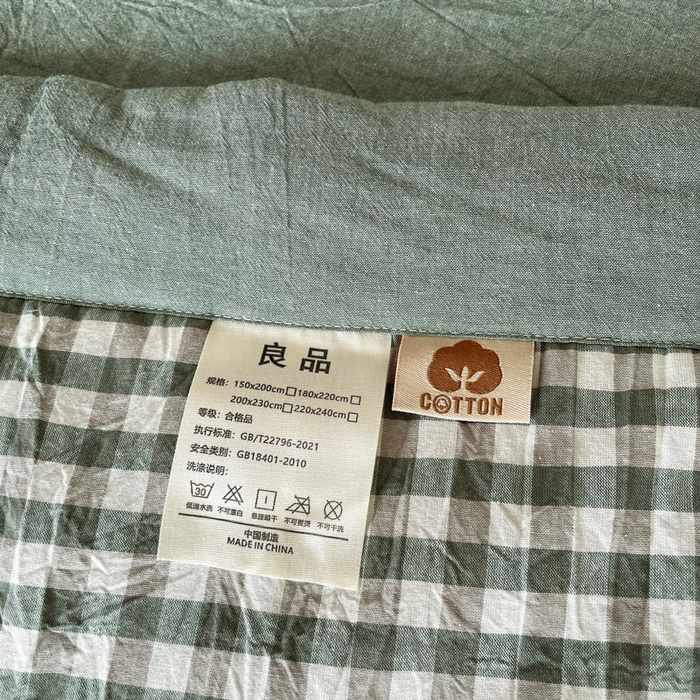 良品
规格：150x200cm□180x220cm□
200x230cm□220x240cm□
等级：合格品
执行标准：GB/T22796-2021
安全类别：GB18401-2010
洗涤说明：
30
低温水洗 不可漂白 悬挂晾干 不可熨烫 不可干洗
中国制造
MADE IN CHINA
COTTON